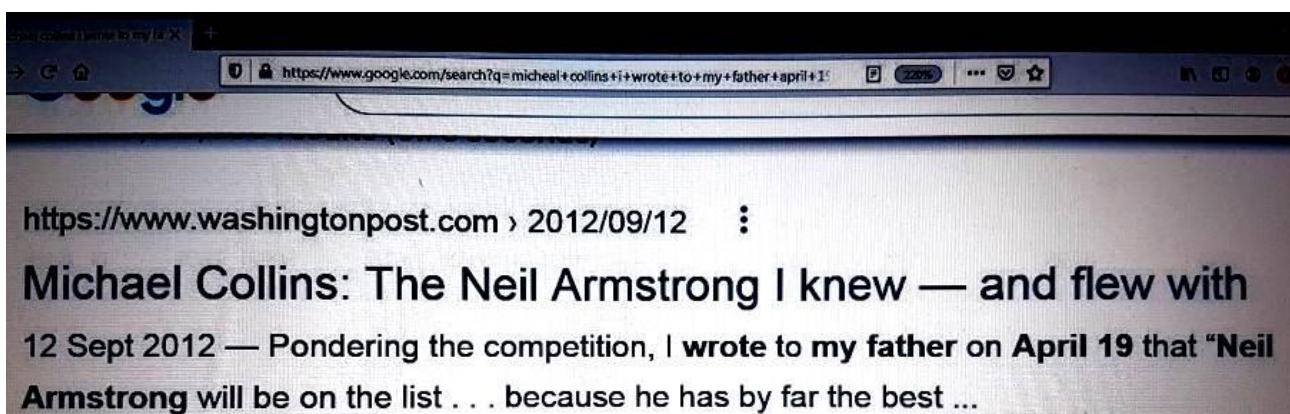 https://www.google.com/search?q=micheal+collins+i+wrote+to+my+father+april+1
220%
https://www.washingtonpost.com › 2012/09/12
Michael Collins: The Neil Armstrong I knew — and flew with
12 Sept 2012 — Pondering the competition, I wrote to my father on April 19 that “Neil
Armstrong will be on the list . . . because he has by far the best ...